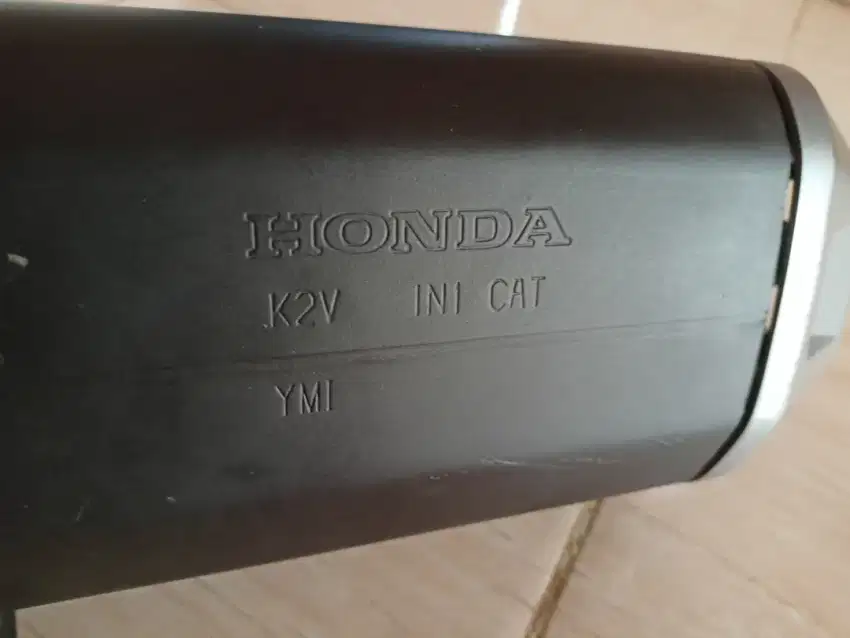 HONDA
K2V IN1 CAT
YMI